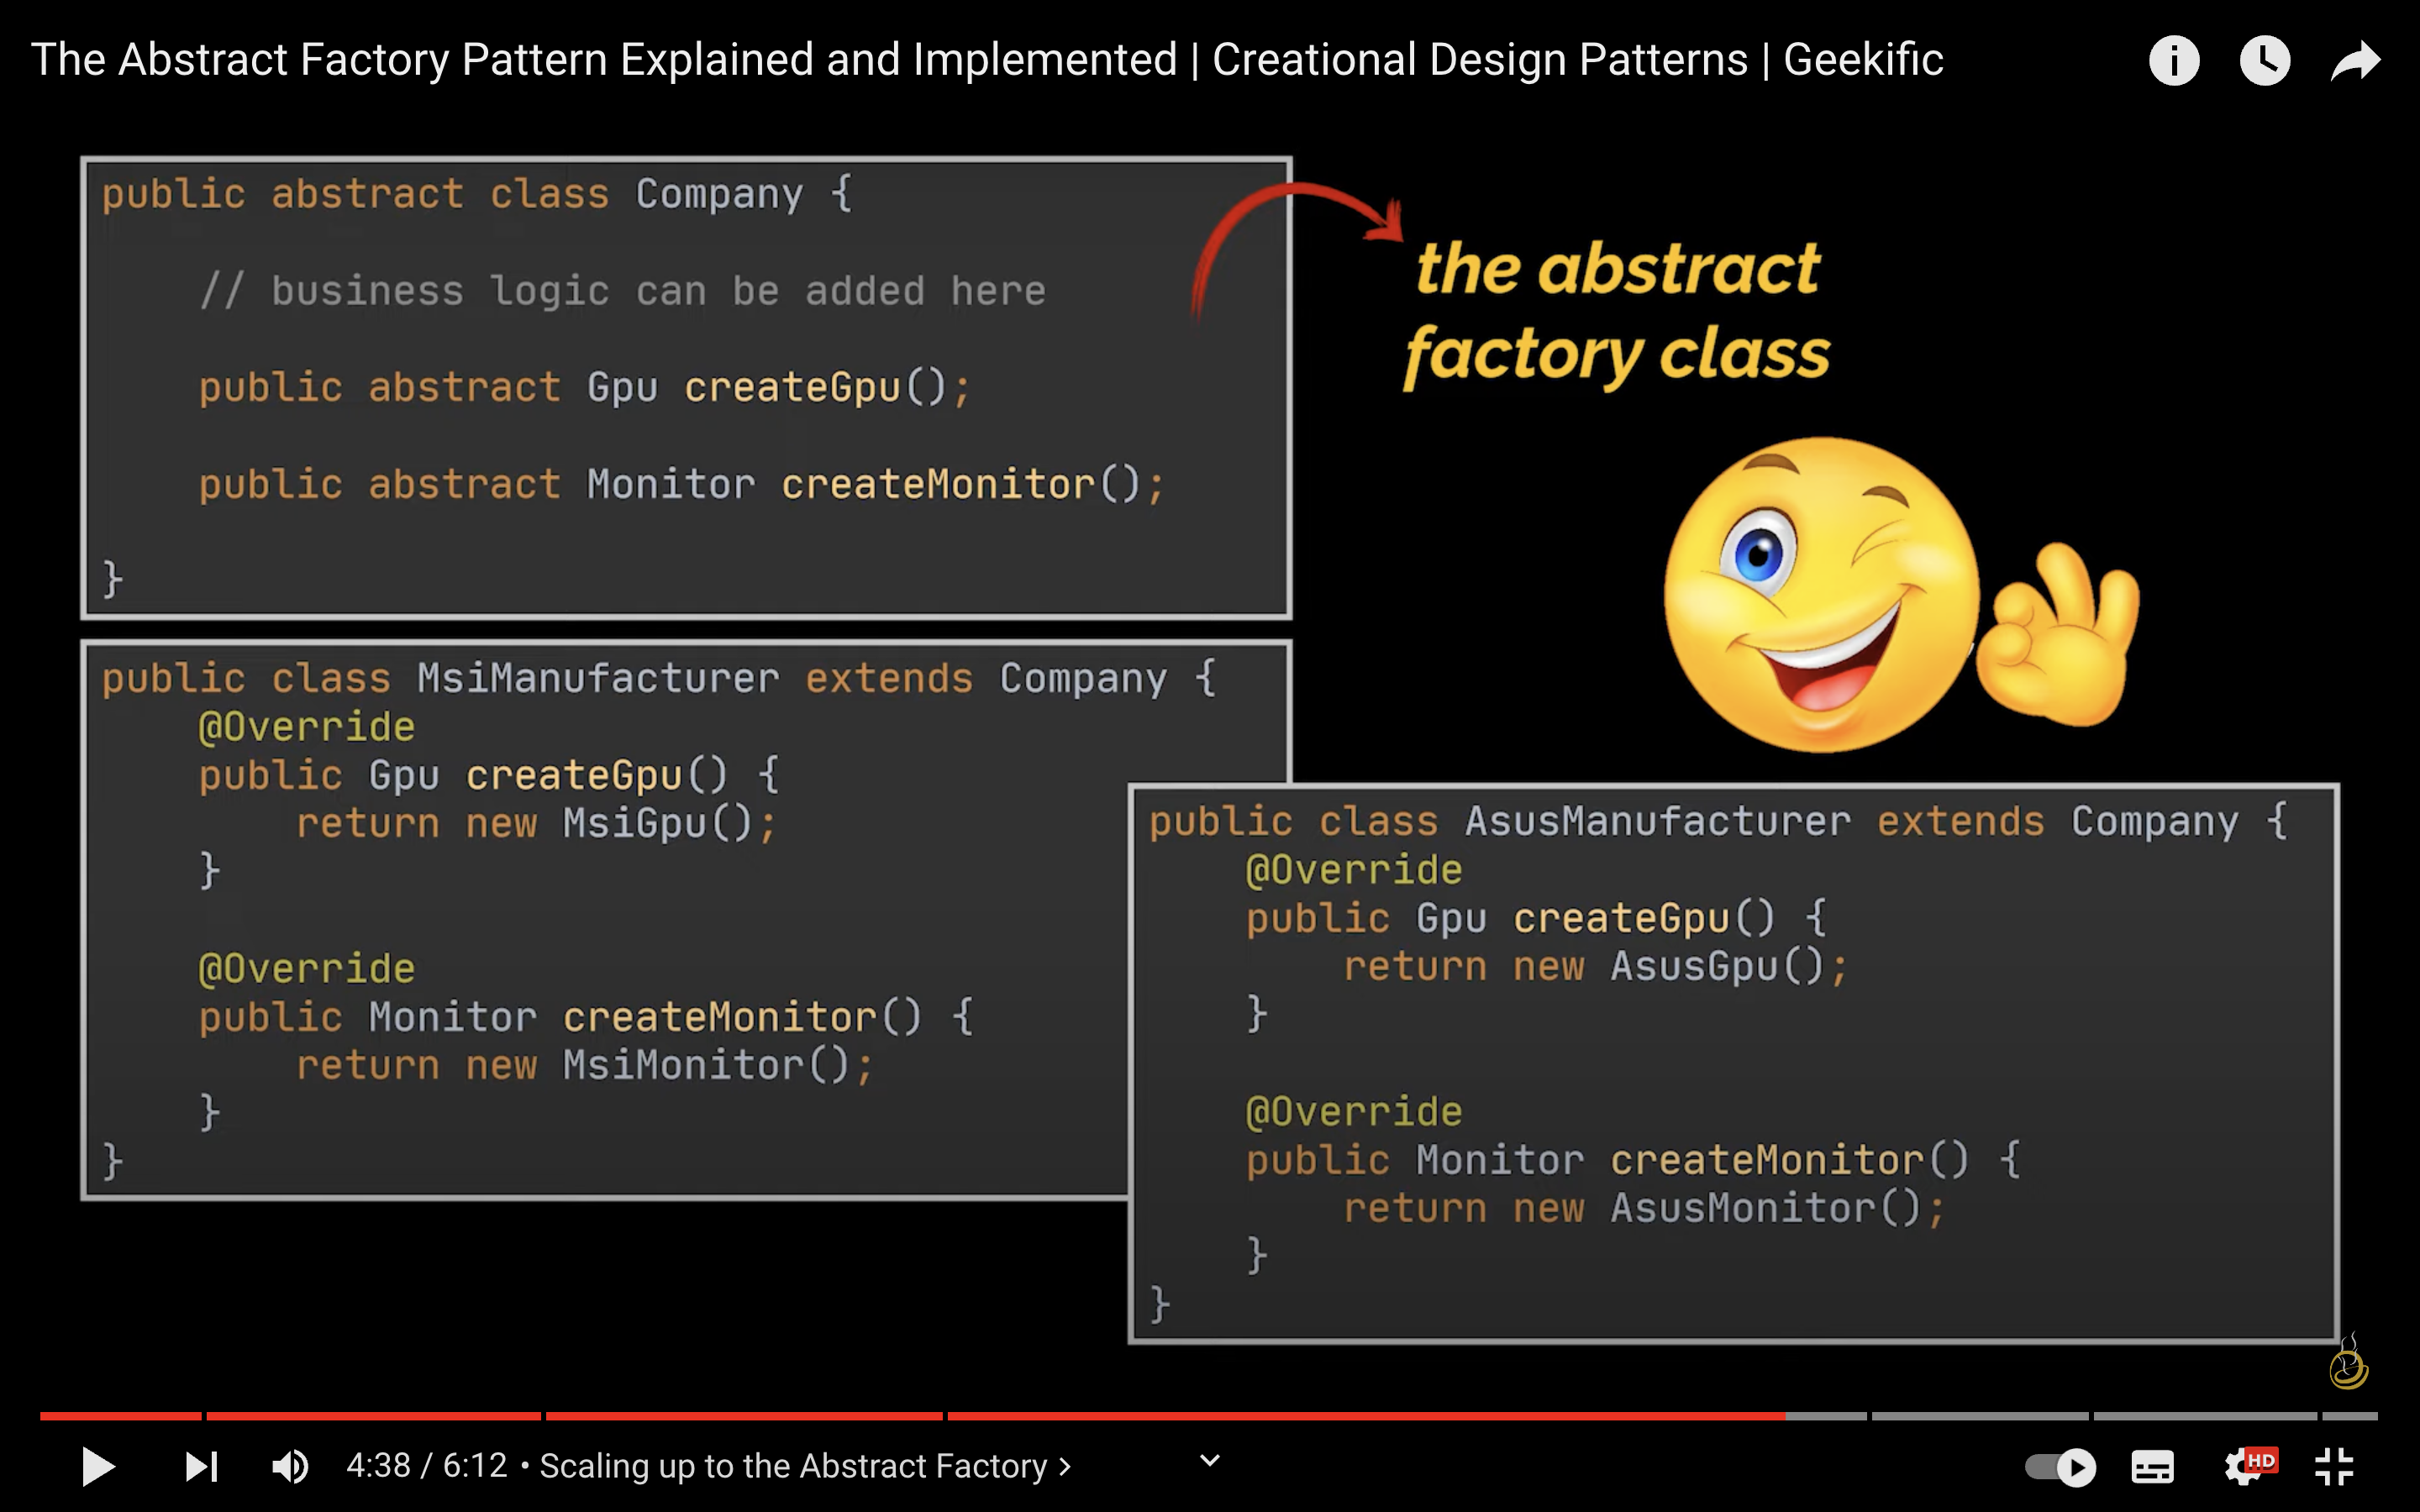 The Abstract Factory Pattern Explained and Implemented | Creational Design Patterns | Geekific
public abstract class Company {
// business logic can be added here
public abstract Gpu createGpu();
public abstract Monitor createMonitor();
}
the abstract
factory class
public class MsiManufacturer extends Company {
@Override
public Gpu createGpu() {
return new MsiGpu();
}
@Override
public Monitor createMonitor() {
return new MsiMonitor();
}
}
public class AsusManufacturer extends Company {
@Override
public Gpu createGpu() {
return new AsusGpu();
}
@Override
public Monitor createMonitor() {
return new AsusMonitor();
}
}
4:38 / 6:12 • Scaling up to the Abstract Factory >
HD